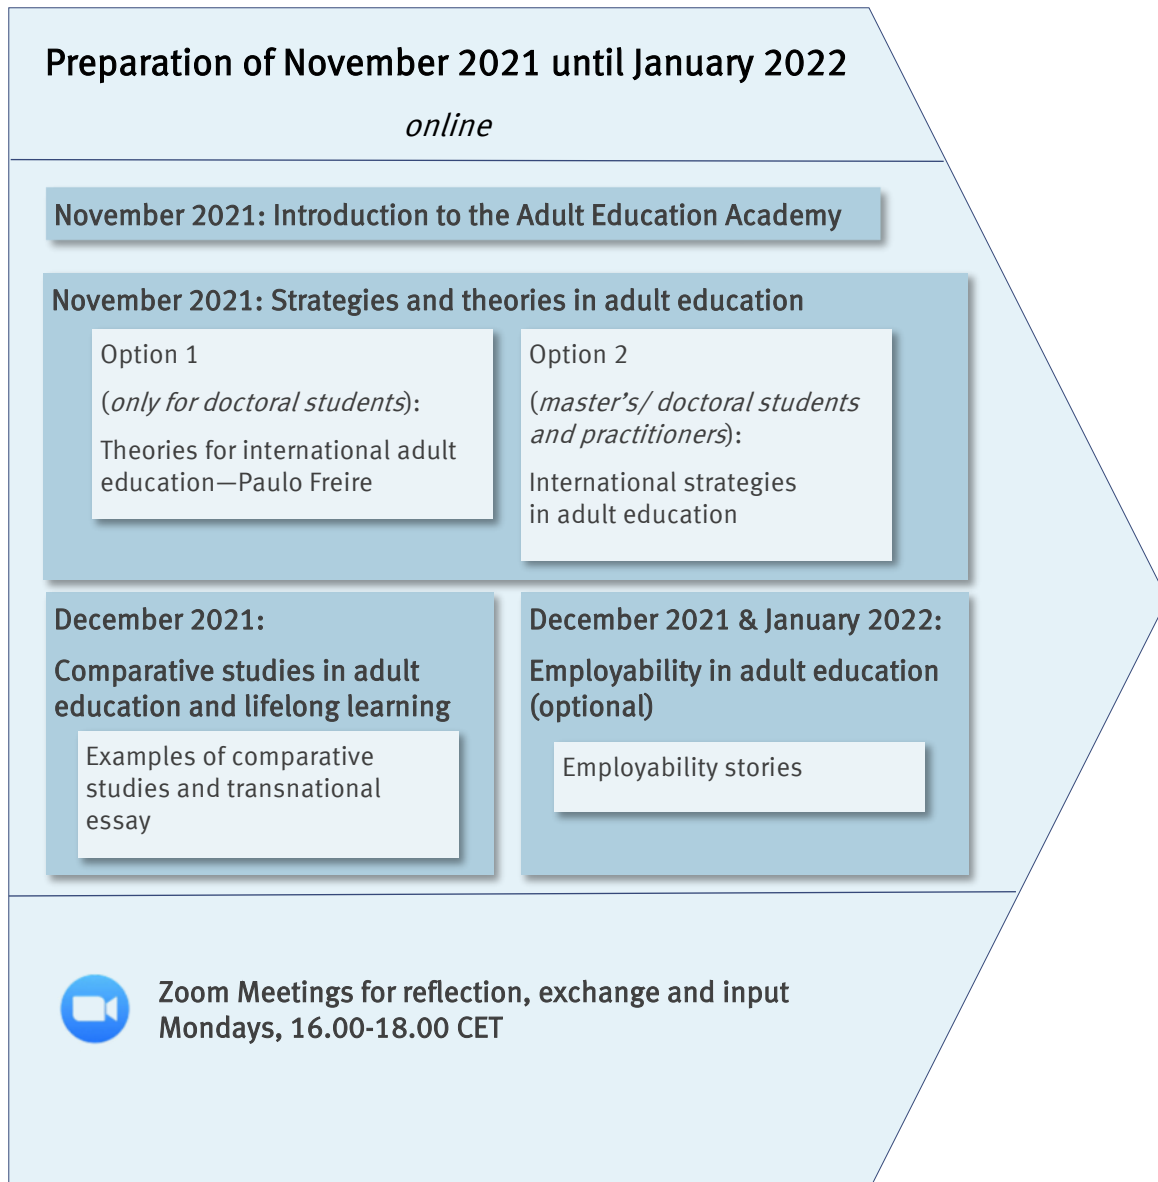 Preparation of November 2021 until January 2022
online
November 2021: Introduction to the Adult Education Academy
November 2021: Strategies and theories in adult education
Option 1
(only for doctoral students):
Theories for international adult
education—Paulo Freire
Option 2
(master's/ doctoral students
and practitioners):
International strategies
in adult education
December 2021:
Comparative studies in adult
education and lifelong learning
Examples of comparative
studies and transnational
essay
December 2021 & January 2022:
Employability in adult education
(optional)
Employability stories
Zoom Meetings for reflection, exchange and input
Mondays, 16.00-18.00 CET